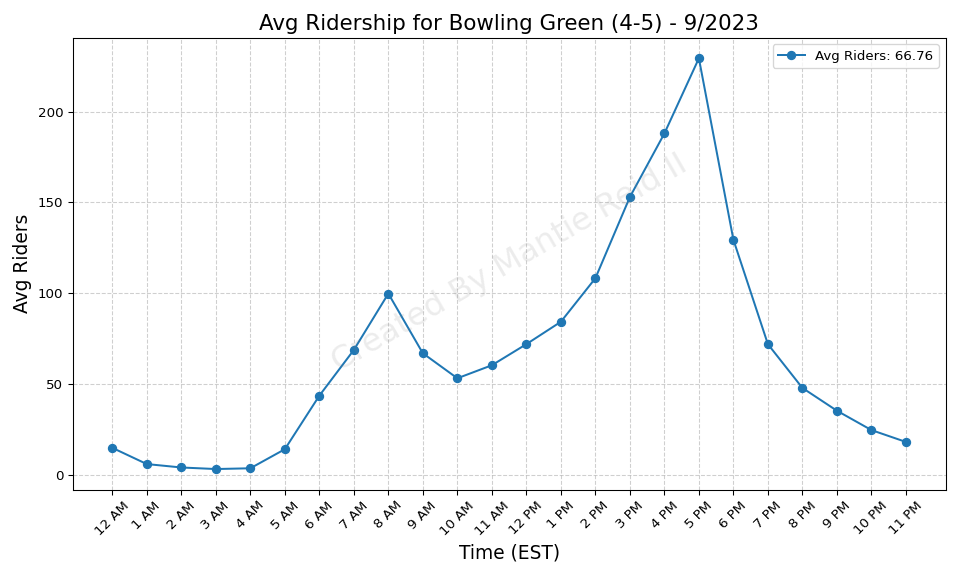 Avg Ridership for Bowling Green (4-5) - 9/2023
Avg Riders: 66.76
Avg Riders
200
150
100
50
0
Created By Mantie Reid II
12 AM
1 AM
2 AM
3 AM
4 AM
5 AM
6 AM
7 AM
8 AM
9 AM
10 AM
11 AM
12 PM
1 PM
2 PM
3 PM
4 PM
5 PM
6 PM
7 PM
8 PM
9 PM
10 PM
11 PM
Time (EST)